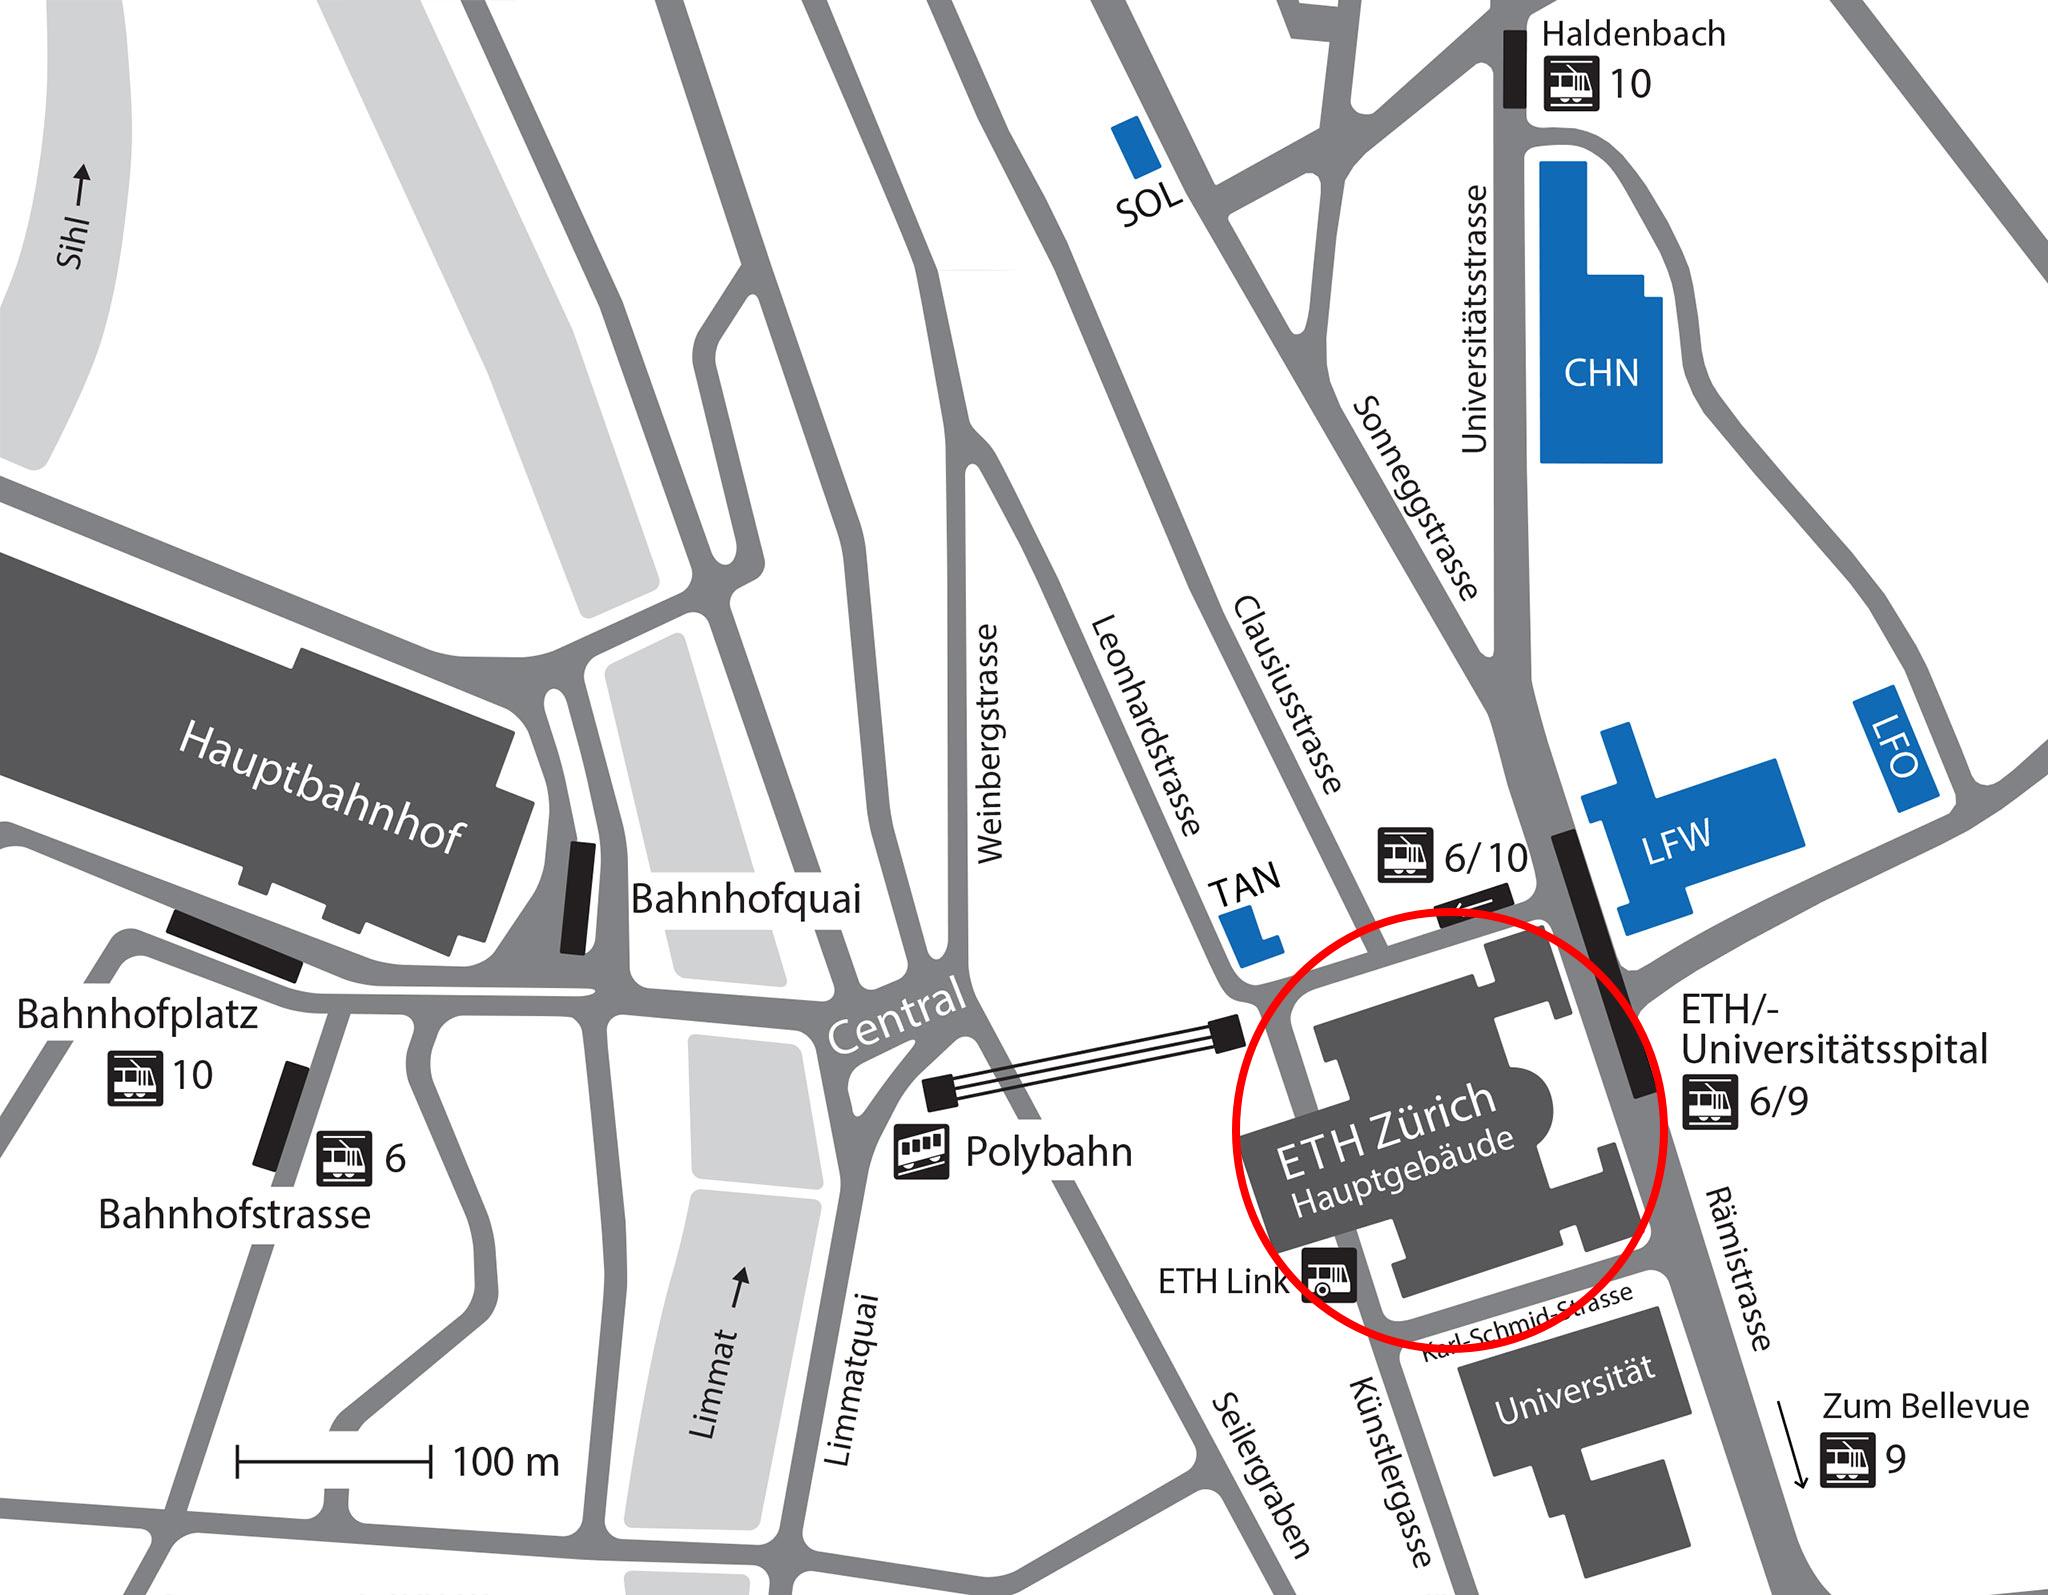 Haldenbach
10
Sihl
SOL
Universitätsstrasse
CHN
Sonneggstrasse
Hauptbahnhof
Weinbergstrasse
Leonhardstrasse
Clausiusstrasse
LFO
LFW
6/10
TAN
Bahnhofquai
Central
Bahnhofplatz
10
ETH/-
Universitätsspital
6/9
ETH Zürich
Hauptgebäude
6
Polybahn
Bahnhofstrasse
ETH Link
Rämistrasse
Karl-Schmid-Strasse
Limmat
Limmatquai
Universität
Zum Bellevue
9
Künstlergasse
Seilergraben
100 m